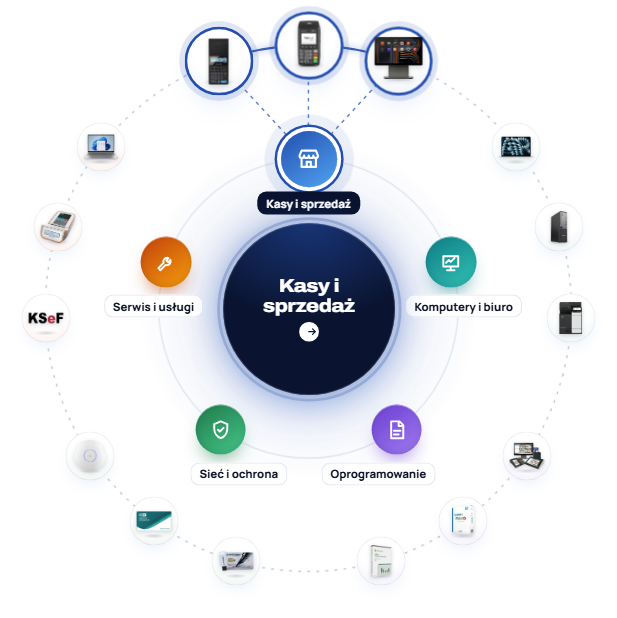 Kasy i sprzedaż
Kasy i
sprzedaż
Serwis i usługi
Komputery i biuro
KSeF
Sieć i ochrona
Oprogramowanie